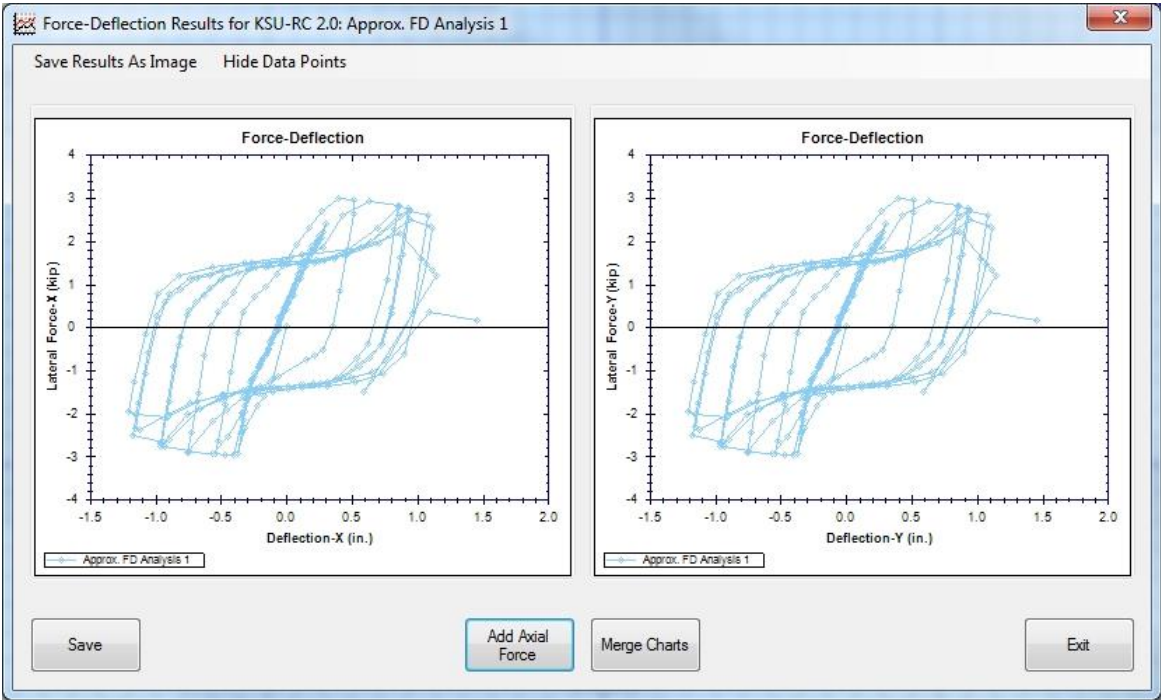 Force-Deflection Results for KSU-RC 2.0: Approx. FD Analysis 1
Save Results As Image Hide Data Points
Force-Deflection
4
3
2
1
0
-1
-2
-3
-4
Lateral Force-X (kip)
-1.5 -1.0 -0.5 0.0 0.5 1.0 1.5 2.0
Deflection-X (in.)
Approx. FD Analysis 1
Force-Deflection
4
3
2
1
0
-1
-2
-3
-4
Lateral Force-Y (kip)
-1.5 -1.0 -0.5 0.0 0.5 1.0 1.5 2.0
Deflection-Y (in.)
Approx. FD Analysis 1
Save
Add Axial
Force
Merge Charts
Exit